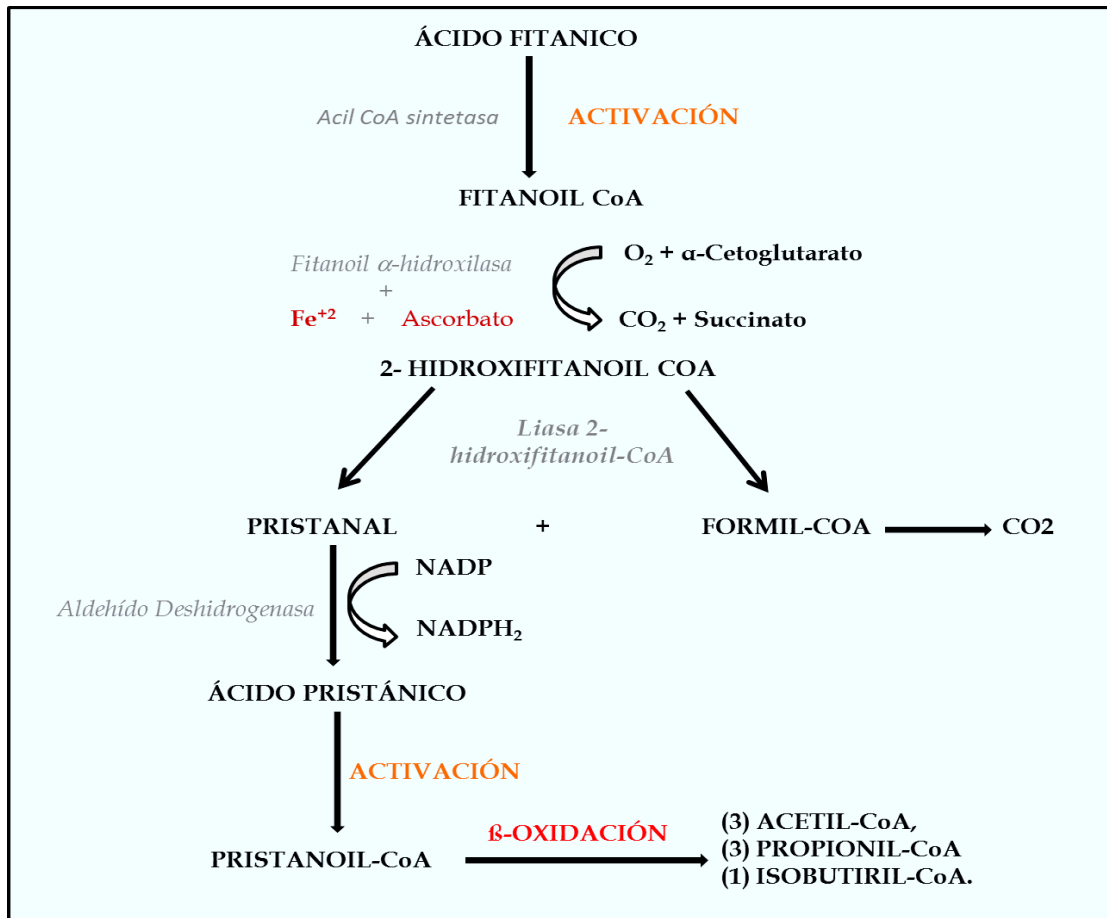 ÁCIDO FITANICO
Acil CoA sintetasa
ACTIVACIÓN
FITANOIL CoA
Fitanoil α-hidroxilasa
+
Fe⁺² + Ascorbato
O₂ + α-Cetoglutarato
CO₂ + Succinato
2- HIDROXIFITANOIL COA
Liasa 2-
hidroxifitanoil-CoA
PRISTANAL + FORMIL-COA CO2
Aldehído Deshidrogenasa
NADP
NADPH₂
ÁCIDO PRISTÁNICO
ACTIVACIÓN
PRISTANOIL-CoA
ß-OXIDACIÓN
(3) ACETIL-CoA,
(3) PROPIONIL-CoA
(1) ISOBUTIRIL-CoA.